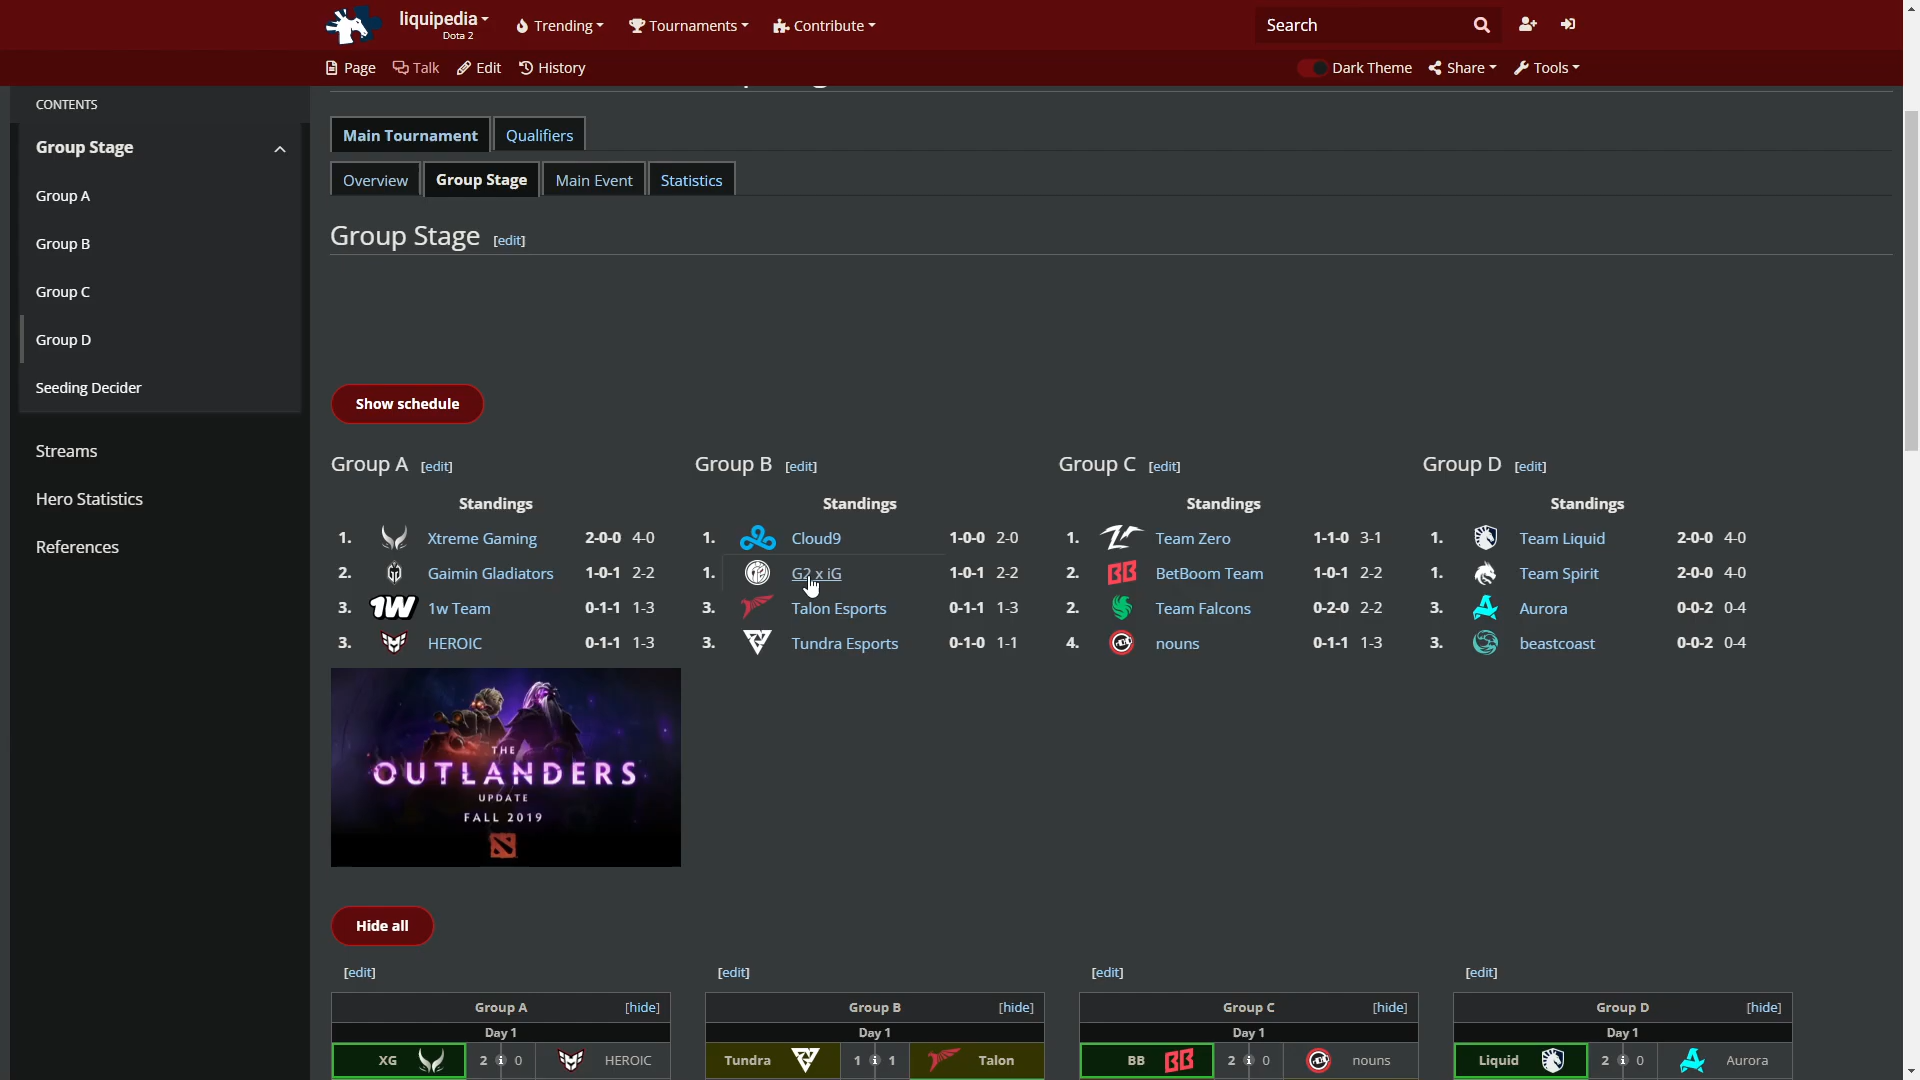 liquipedia
Dota 2
Trending
Tournaments
Contribute
Search
Page
Talk
Edit
History
Dark Theme
Share
Tools
CONTENTS
Group Stage
Group A
Group B
Group C
Group D
Seeding Decider
Streams
Hero Statistics
References
Main Tournament
Qualifiers
Overview
Group Stage
Main Event
Statistics
Group Stage [edit]
Show schedule
Group A [edit]
Standings
1. Xtreme Gaming 2-0-0 4-0
2. Gaimin Gladiators 1-0-1 2-2
3. 1W 1w Team 0-1-1 1-3
3. HEROIC 0-1-1 1-3
Group B [edit]
Standings
1. Cloud9 1-0-0 2-0
1. G2 x iG 1-0-1 2-2
3. Talon Esports 0-1-1 1-3
3. Tundra Esports 0-1-0 1-1
Group C [edit]
Standings
1. Team Zero 1-1-0 3-1
2. BB BetBoom Team 1-0-1 2-2
2. Team Falcons 0-2-0 2-2
4. nouns 0-1-1 1-3
Group D [edit]
Standings
1. Team Liquid 2-0-0 4-0
1. Team Spirit 2-0-0 4-0
3. Aurora 0-0-2 0-4
3. beastcoast 0-0-2 0-4
THE
OUTLANDERS
UPDATE
FALL 2019
Hide all
[edit]
Group A [hide]
Day 1
XG 2 i 0 HEROIC
[edit]
Group B [hide]
Day 1
Tundra 1 i 1 Talon
[edit]
Group C [hide]
Day 1
BB BB 2 i 0 nouns
[edit]
Group D [hide]
Day 1
Liquid 2 i 0 Aurora